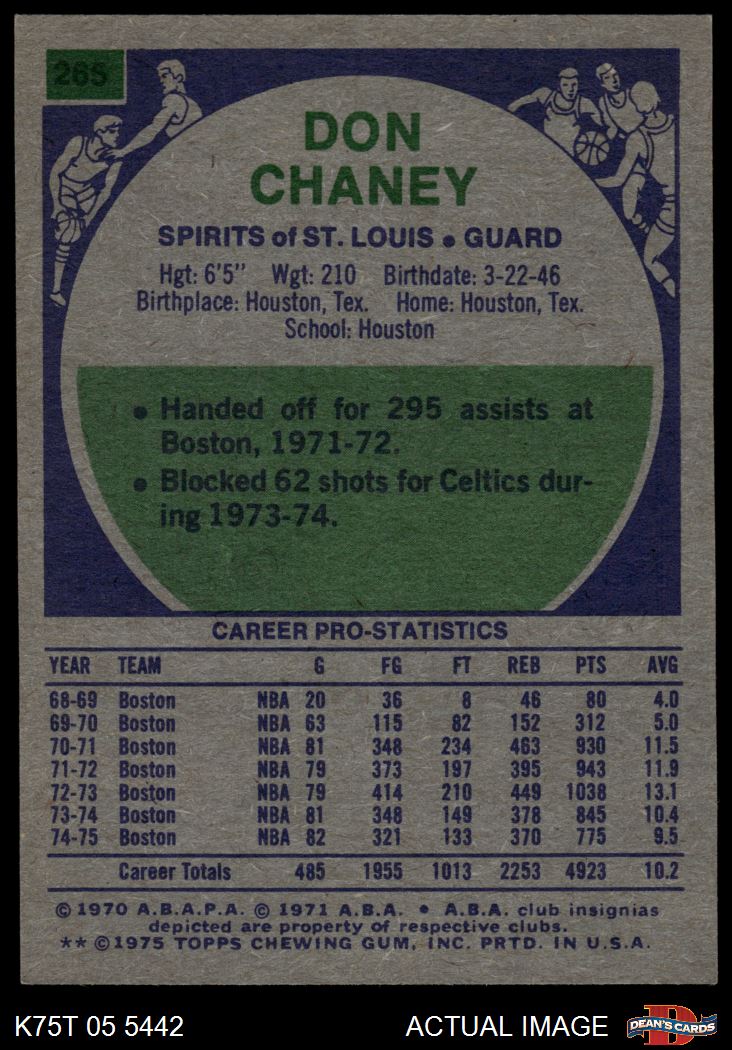 265
DON
CHANEY
SPIRITS of ST. LOUIS • GUARD
Hgt: 6'5" Wgt: 210 Birthdate: 3-22-46
Birthplace: Houston, Tex. Home: Houston, Tex.
School: Houston
• Handed off for 295 assists at
Boston, 1971-72.
• Blocked 62 shots for Celtics dur-
ing 1973-74.
CAREER PRO-STATISTICS
YEAR TEAM G FG FT REB PTS AVG
68-69 Boston NBA 20 36 8 46 80 4.0
69-70 Boston NBA 63 115 82 152 312 5.0
70-71 Boston NBA 81 348 234 463 930 11.5
71-72 Boston NBA 79 373 197 395 943 11.9
72-73 Boston NBA 79 414 210 449 1038 13.1
73-74 Boston NBA 81 348 149 378 845 10.4
74-75 Boston NBA 82 321 133 370 775 9.5
Career Totals 485 1955 1013 2253 4923 10.2
© 1970 A.B.A.P.A. © 1971 A.B.A. • A.B.A. club insignias
depicted are property of respective clubs.
** © 1975 TOPPS CHEWING GUM, INC. PRTD. IN U.S.A.
K75T 05 5442 ACTUAL IMAGE DEAN'S CARDS